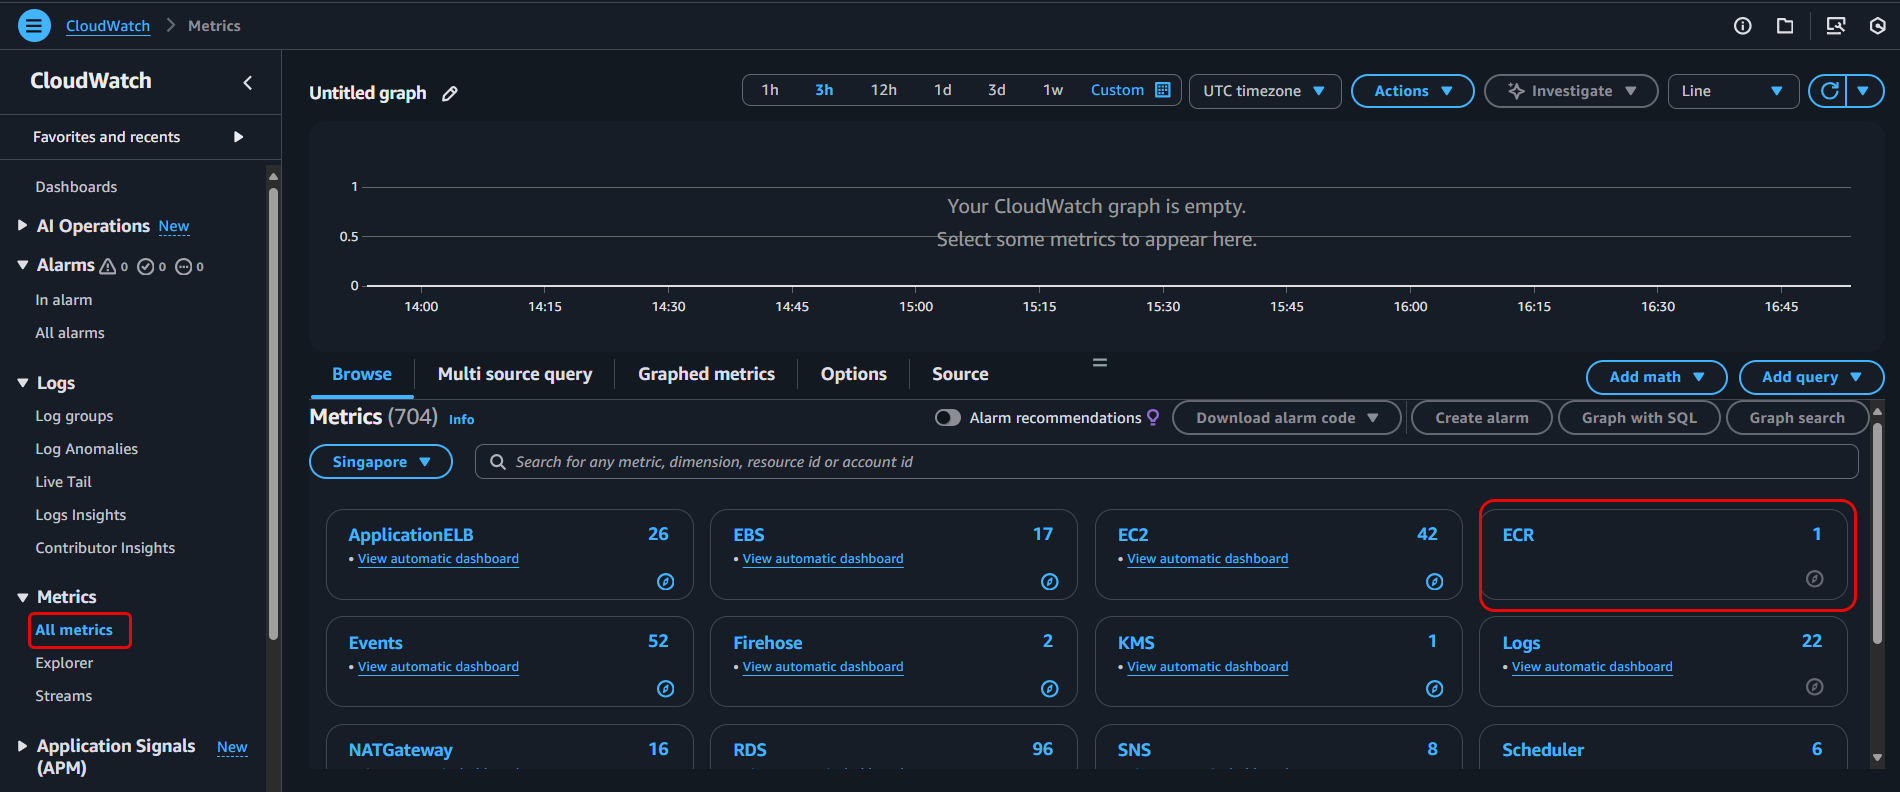 CloudWatch > Metrics
CloudWatch
Favorites and recents
Dashboards
AI Operations New
Alarms 0 0 0
In alarm
All alarms
Logs
Log groups
Log Anomalies
Live Tail
Logs Insights
Contributor Insights
Metrics
All metrics
Explorer
Streams
Application Signals New
(APM)
Untitled graph
1h 3h 12h 1d 3d 1w Custom
UTC timezone
Actions
Investigate
Line
1
0.5
0
Your CloudWatch graph is empty.
Select some metrics to appear here.
14:00 14:15 14:30 14:45 15:00 15:15 15:30 15:45 16:00 16:15 16:30 16:45
Browse Multi source query Graphed metrics Options Source
Add math Add query
Metrics (704) Info
Alarm recommendations
Download alarm code
Create alarm
Graph with SQL
Graph search
Singapore
Search for any metric, dimension, resource id or account id
ApplicationELB 26
• View automatic dashboard
EBS 17
• View automatic dashboard
EC2 42
• View automatic dashboard
ECR 1
Events 52
• View automatic dashboard
Firehose 2
• View automatic dashboard
KMS 1
• View automatic dashboard
Logs 22
• View automatic dashboard
NATGateway 16
RDS 96
SNS 8
Scheduler 6